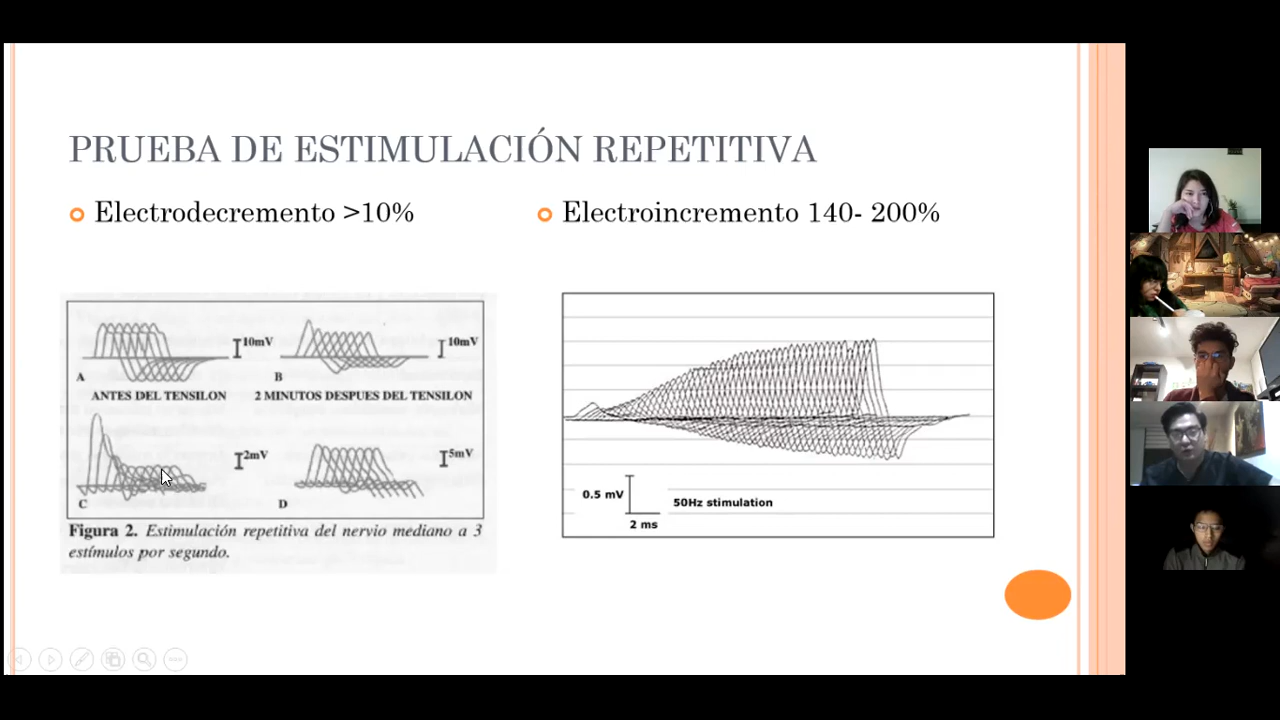 PRUEBA DE ESTIMULACIÓN REPETITIVA
Electrodecremento >10%
Electroincremento 140- 200%
10mV
10mV
A
B
ANTES DEL TENSILON
2 MINUTOS DESPUES DEL TENSILON
2mV
5mV
C
D
Figura 2. Estimulación repetitiva del nervio mediano a 3
estímulos por segundo.
0.5 mV
50Hz stimulation
2 ms